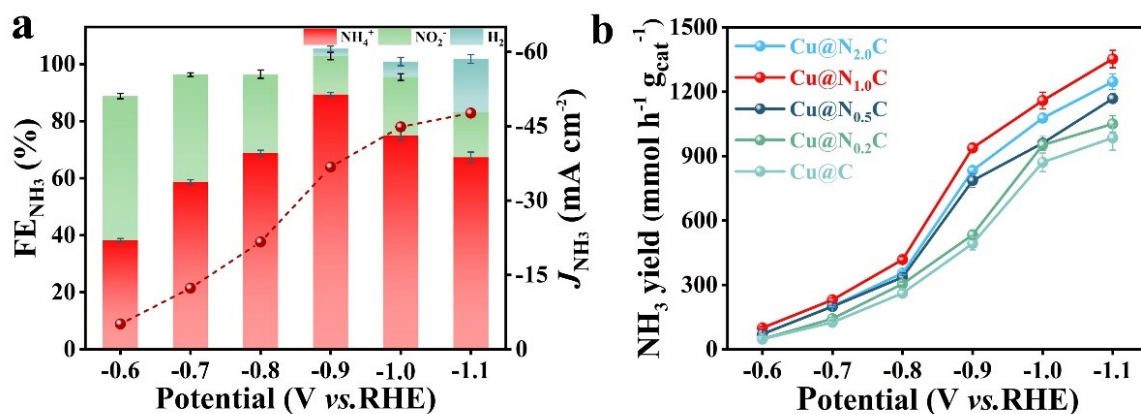 a
NH₄⁺ NO₂⁻ H₂
FE_NH₃ (%)
100
80
60
40
20
0
-60
-45
-30
-15
0
J_NH₃ (mA cm⁻²)
-0.6 -0.7 -0.8 -0.9 -1.0 -1.1
Potential (V vs.RHE)
b
NH₃ yield (mmol h⁻¹ g_cat⁻¹)
1500
1200
900
600
300
0
Cu@N₂.₀C
Cu@N₁.₀C
Cu@N₀.₅C
Cu@N₀.₂C
Cu@C
-0.6 -0.7 -0.8 -0.9 -1.0 -1.1
Potential (V vs.RHE)